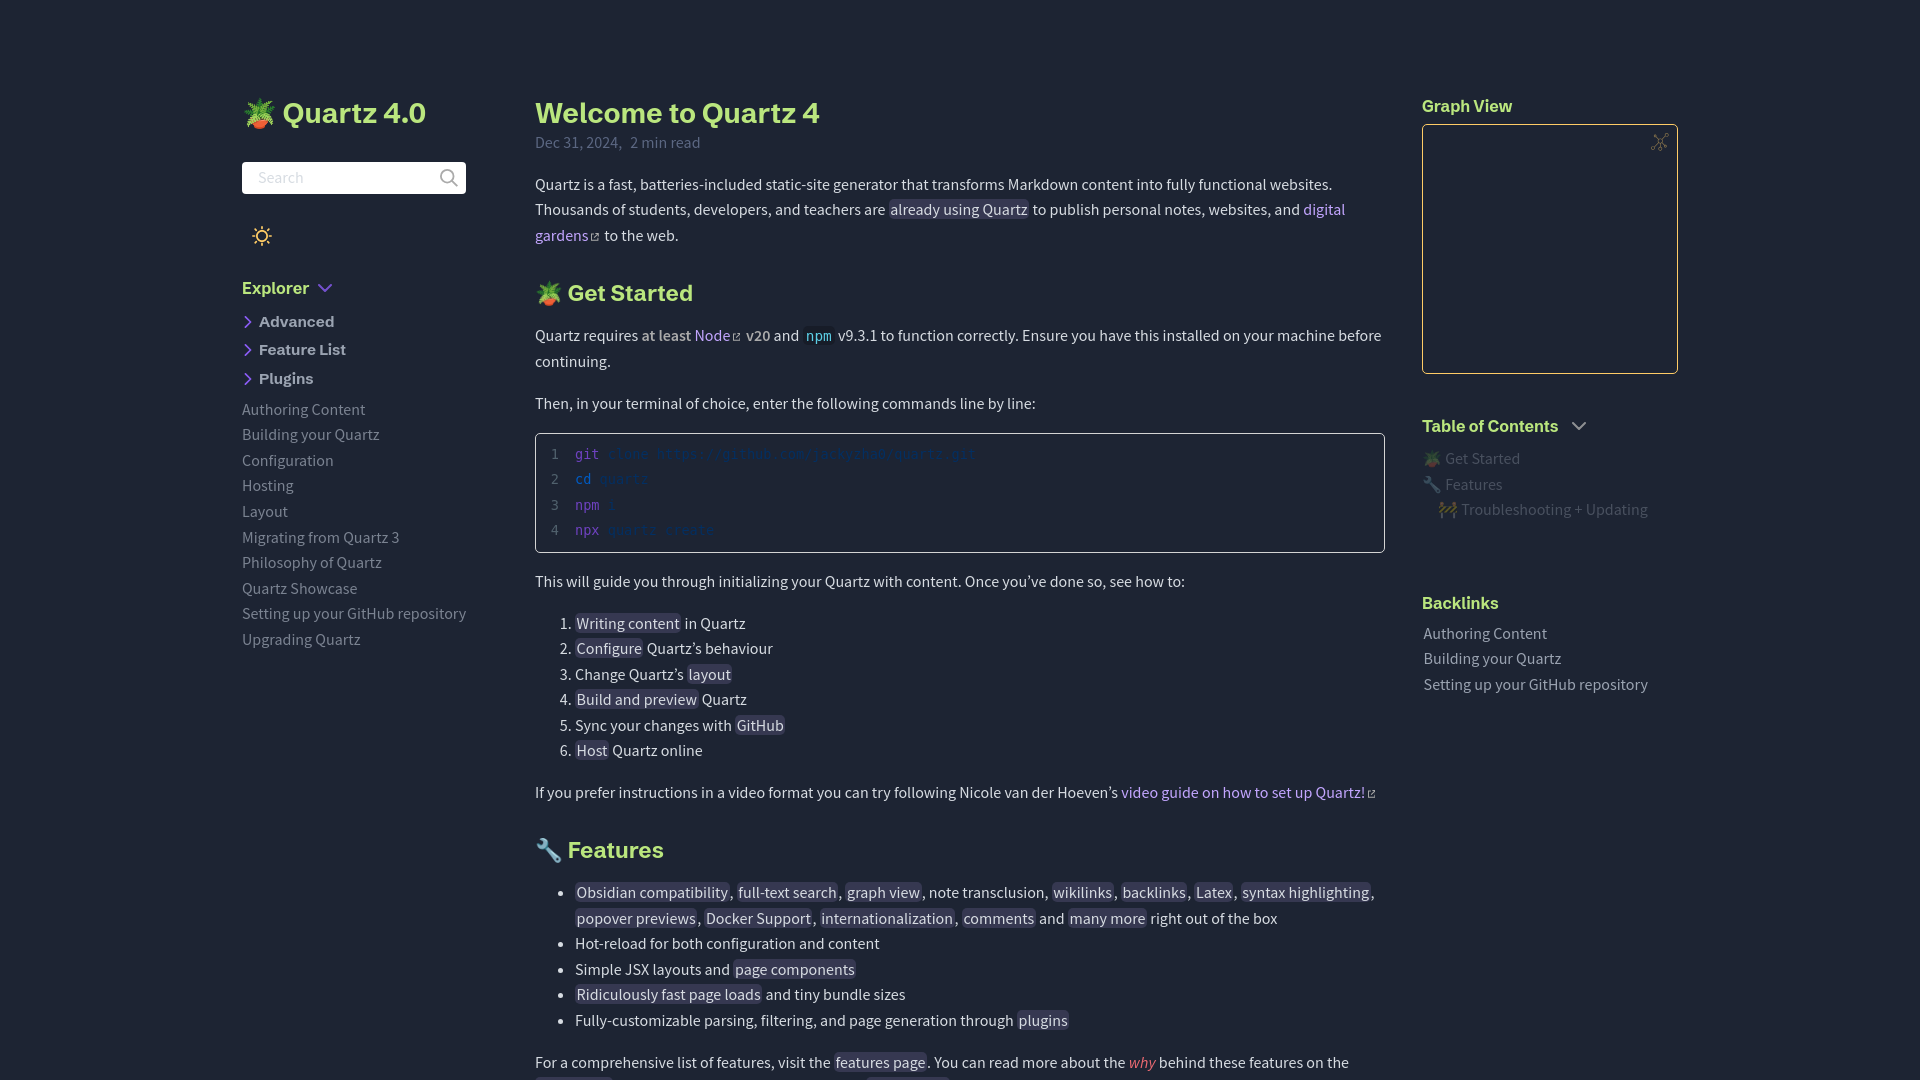 Quartz 4.0
Search
Explorer
Advanced
Feature List
Plugins
Authoring Content
Building your Quartz
Configuration
Hosting
Layout
Migrating from Quartz 3
Philosophy of Quartz
Quartz Showcase
Setting up your GitHub repository
Upgrading Quartz
Welcome to Quartz 4
Dec 31, 2024, 2 min read
Quartz is a fast, batteries-included static-site generator that transforms Markdown content into fully functional websites.
Thousands of students, developers, and teachers are already using Quartz to publish personal notes, websites, and digital
gardens to the web.
Get Started
Quartz requires at least Node v20 and npm v9.3.1 to function correctly. Ensure you have this installed on your machine before
continuing.
Then, in your terminal of choice, enter the following commands line by line:
1 git
2 cd
3 npm
4 npx
This will guide you through initializing your Quartz with content. Once you’ve done so, see how to:
1. Writing content in Quartz
2. Configure Quartz’s behaviour
3. Change Quartz’s layout
4. Build and preview Quartz
5. Sync your changes with GitHub
6. Host Quartz online
If you prefer instructions in a video format you can try following Nicole van der Hoeven’s video guide on how to set up Quartz!
Features
Obsidian compatibility, full-text search, graph view, note transclusion, wikilinks, backlinks, Latex, syntax highlighting,
popover previews, Docker Support, internationalization, comments and many more right out of the box
Hot-reload for both configuration and content
Simple JSX layouts and page components
Ridiculously fast page loads and tiny bundle sizes
Fully-customizable parsing, filtering, and page generation through plugins
For a comprehensive list of features, visit the features page. You can read more about the why behind these features on the
Graph View
Table of Contents
Get Started
Features
Troubleshooting + Updating
Backlinks
Authoring Content
Building your Quartz
Setting up your GitHub repository